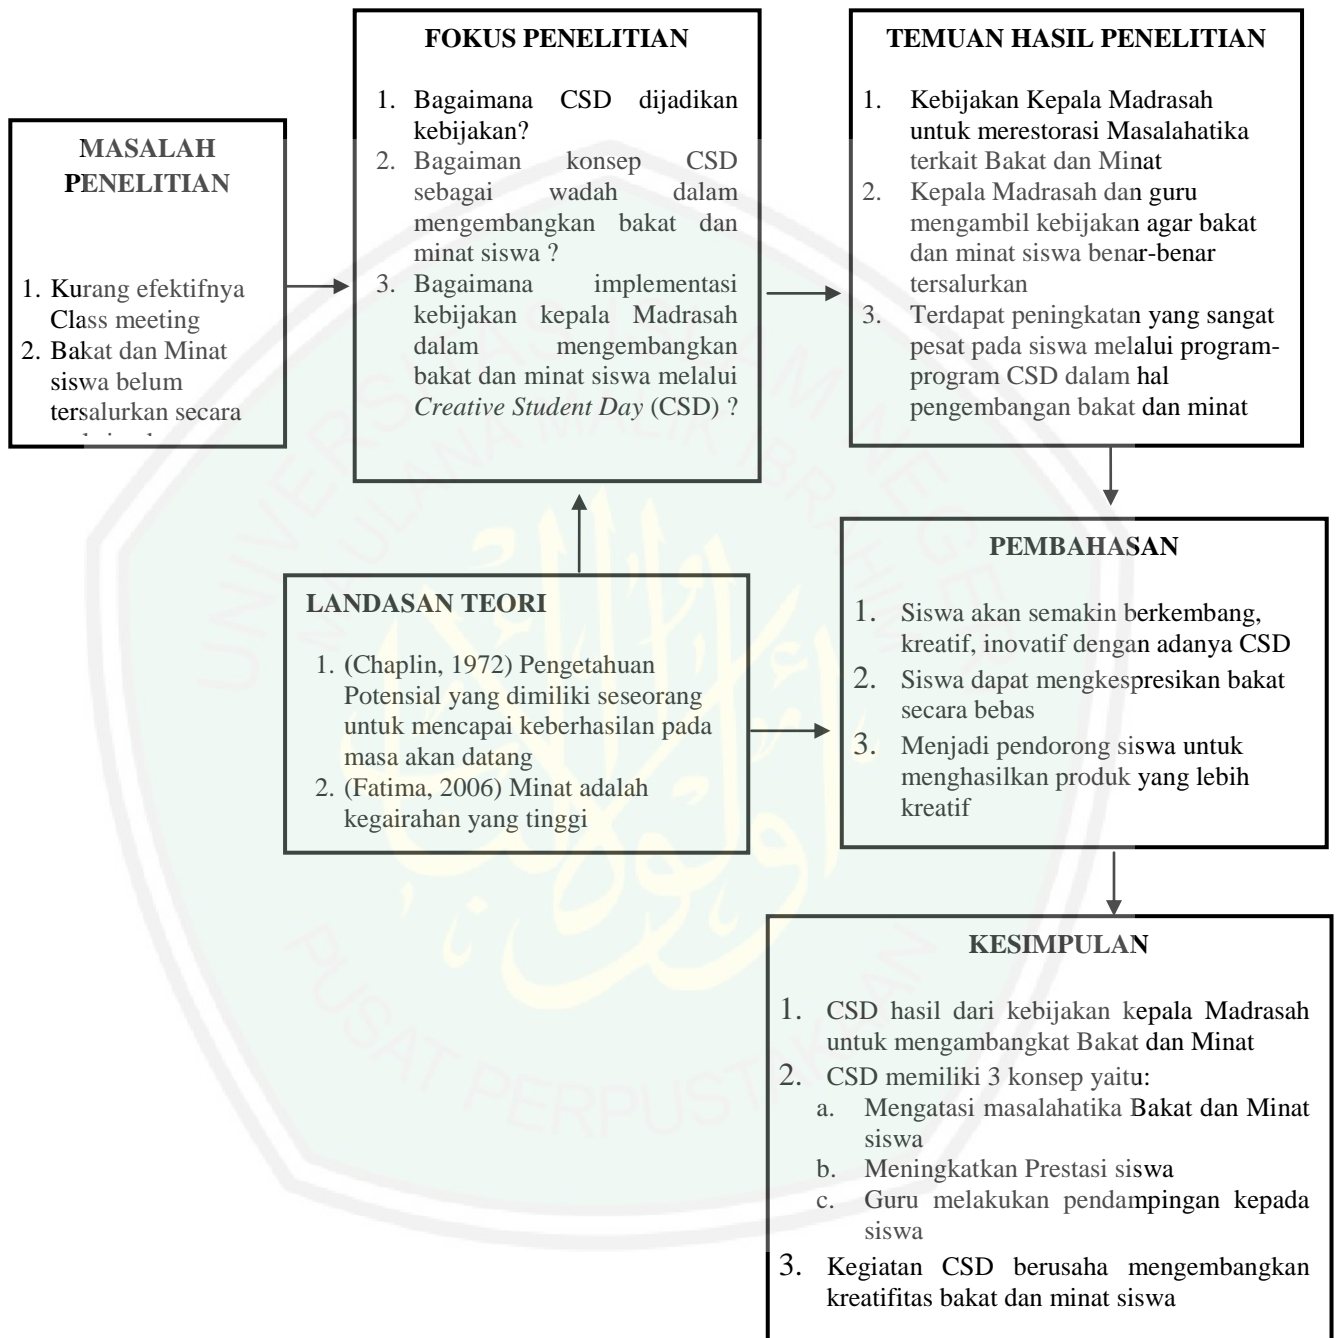 MASALAH
PENELITIAN
1. Kurang efektifnya
Class meeting
2. Bakat dan Minat
siswa belum
tersalurkan secara
FOKUS PENELITIAN
1. Bagaimana CSD dijadikan
kebijakan?
2. Bagaiman konsep CSD
sebagai wadah dalam
mengembangkan bakat dan
minat siswa ?
3. Bagaimana implementasi
kebijakan kepala Madrasah
dalam mengembangkan
bakat dan minat siswa melalui
Creative Student Day (CSD) ?
TEMUAN HASIL PENELITIAN
1. Kebijakan Kepala Madrasah
untuk merestorasi Masalahatika
terkait Bakat dan Minat
2. Kepala Madrasah dan guru
mengambil kebijakan agar bakat
dan minat siswa benar-benar
tersalurkan
3. Terdapat peningkatan yang sangat
pesat pada siswa melalui program-
program CSD dalam hal
pengembangan bakat dan minat
LANDASAN TEORI
1. (Chaplin, 1972) Pengetahuan
Potensial yang dimiliki seseorang
untuk mencapai keberhasilan pada
masa akan datang
2. (Fatima, 2006) Minat adalah
kegairahan yang tinggi
PEMBAHASAN
1. Siswa akan semakin berkembang,
kreatif, inovatif dengan adanya CSD
2. Siswa dapat mengkespresikan bakat
secara bebas
3. Menjadi pendorong siswa untuk
menghasilkan produk yang lebih
kreatif
KESIMPULAN
1. CSD hasil dari kebijakan kepala Madrasah
untuk mengambangkat Bakat dan Minat
2. CSD memiliki 3 konsep yaitu:
a. Mengatasi masalahatika Bakat dan Minat
siswa
b. Meningkatkan Prestasi siswa
c. Guru melakukan pendampingan kepada
siswa
3. Kegiatan CSD berusaha mengembangkan
kreatifitas bakat dan minat siswa
UNIVERSITAS ISLAM NEGERI
MAULANA MALIK IBRAHIM
PUSAT PERPUSTAKAAN